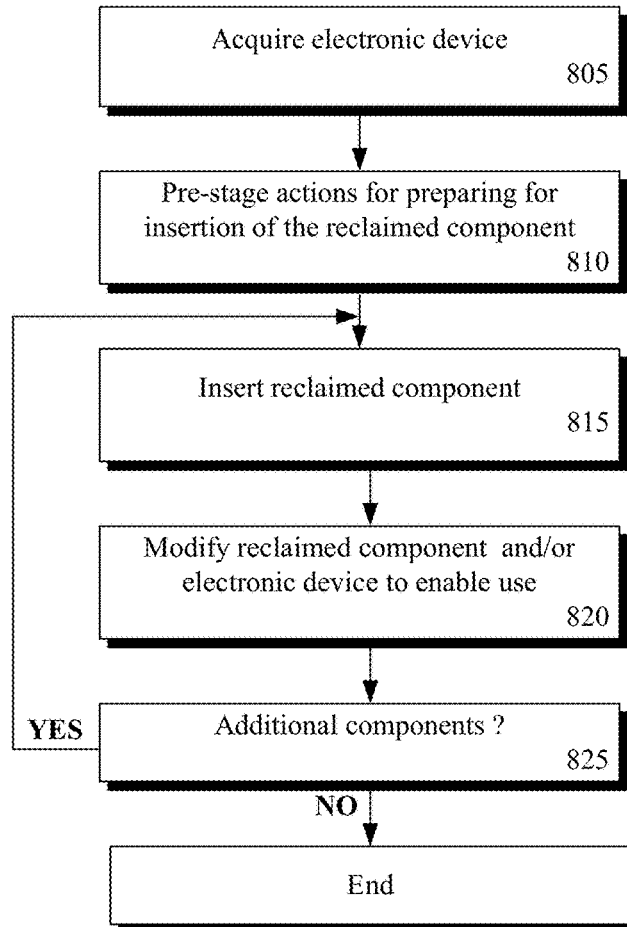 Acquire electronic device
805
Pre-stage actions for preparing for
insertion of the reclaimed component
810
Insert reclaimed component
815
Modify reclaimed component and/or
electronic device to enable use
820
Additional components ?
825
YES
NO
End